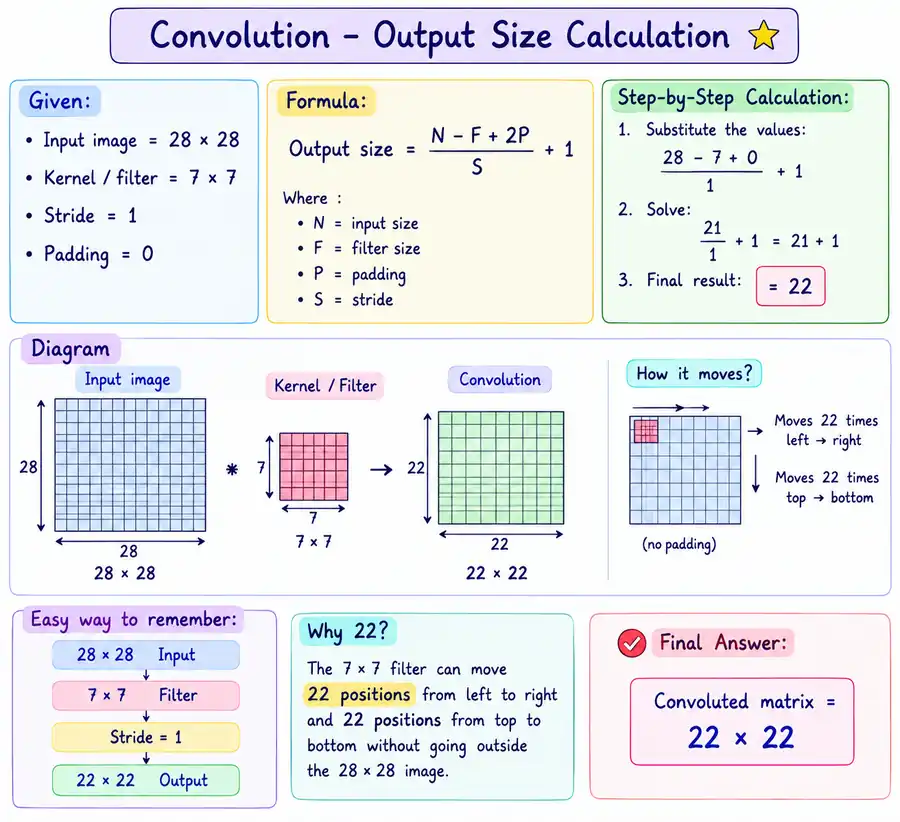 Convolution – Output Size Calculation
Given:
• Input image = 28 × 28
• Kernel / filter = 7 × 7
• Stride = 1
• Padding = 0
Formula:
Output size = (N – F + 2P) / S + 1
Where :
• N = input size
• F = filter size
• P = padding
• S = stride
Step-by-Step Calculation:
1. Substitute the values:
(28 – 7 + 0) / 1 + 1
2. Solve:
21 / 1 + 1 = 21 + 1
3. Final result: = 22
Diagram
Input image
28
28
28 × 28
*
Kernel / Filter
7
7
7 × 7
→
Convolution
22
22
22 × 22
How it moves?
Moves 22 times
left → right
Moves 22 times
top → bottom
(no padding)
Easy way to remember:
28 × 28 Input
7 × 7 Filter
Stride = 1
22 × 22 Output
Why 22?
The 7 × 7 filter can move
22 positions from left to right
and 22 positions from top to
bottom without going outside
the 28 × 28 image.
Final Answer:
Convoluted matrix =
22 × 22